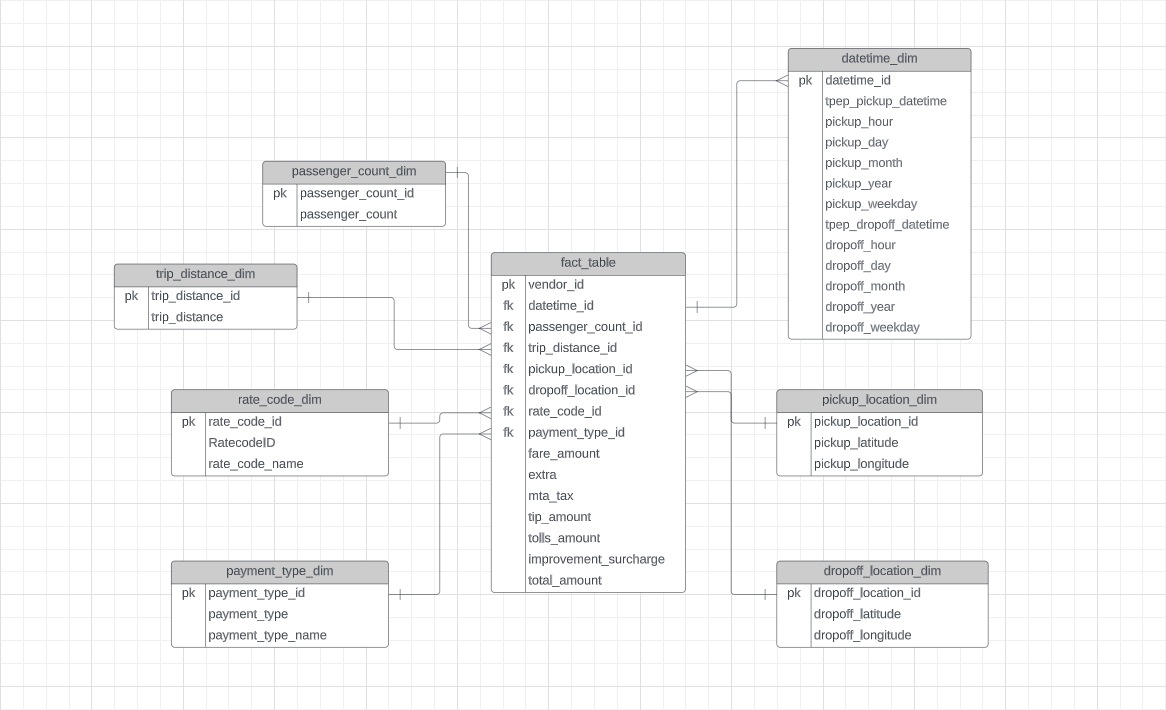 datetime_dim
pk datetime_id
tpep_pickup_datetime
pickup_hour
pickup_day
pickup_month
pickup_year
pickup_weekday
tpep_dropoff_datetime
dropoff_hour
dropoff_day
dropoff_month
dropoff_year
dropoff_weekday
passenger_count_dim
pk passenger_count_id
passenger_count
trip_distance_dim
pk trip_distance_id
trip_distance
fact_table
pk vendor_id
fk datetime_id
fk passenger_count_id
fk trip_distance_id
fk pickup_location_id
fk dropoff_location_id
fk rate_code_id
fk payment_type_id
fare_amount
extra
mta_tax
tip_amount
tolls_amount
improvement_surcharge
total_amount
rate_code_dim
pk rate_code_id
RatecodeID
rate_code_name
pickup_location_dim
pk pickup_location_id
pickup_latitude
pickup_longitude
payment_type_dim
pk payment_type_id
payment_type
payment_type_name
dropoff_location_dim
pk dropoff_location_id
dropoff_latitude
dropoff_longitude